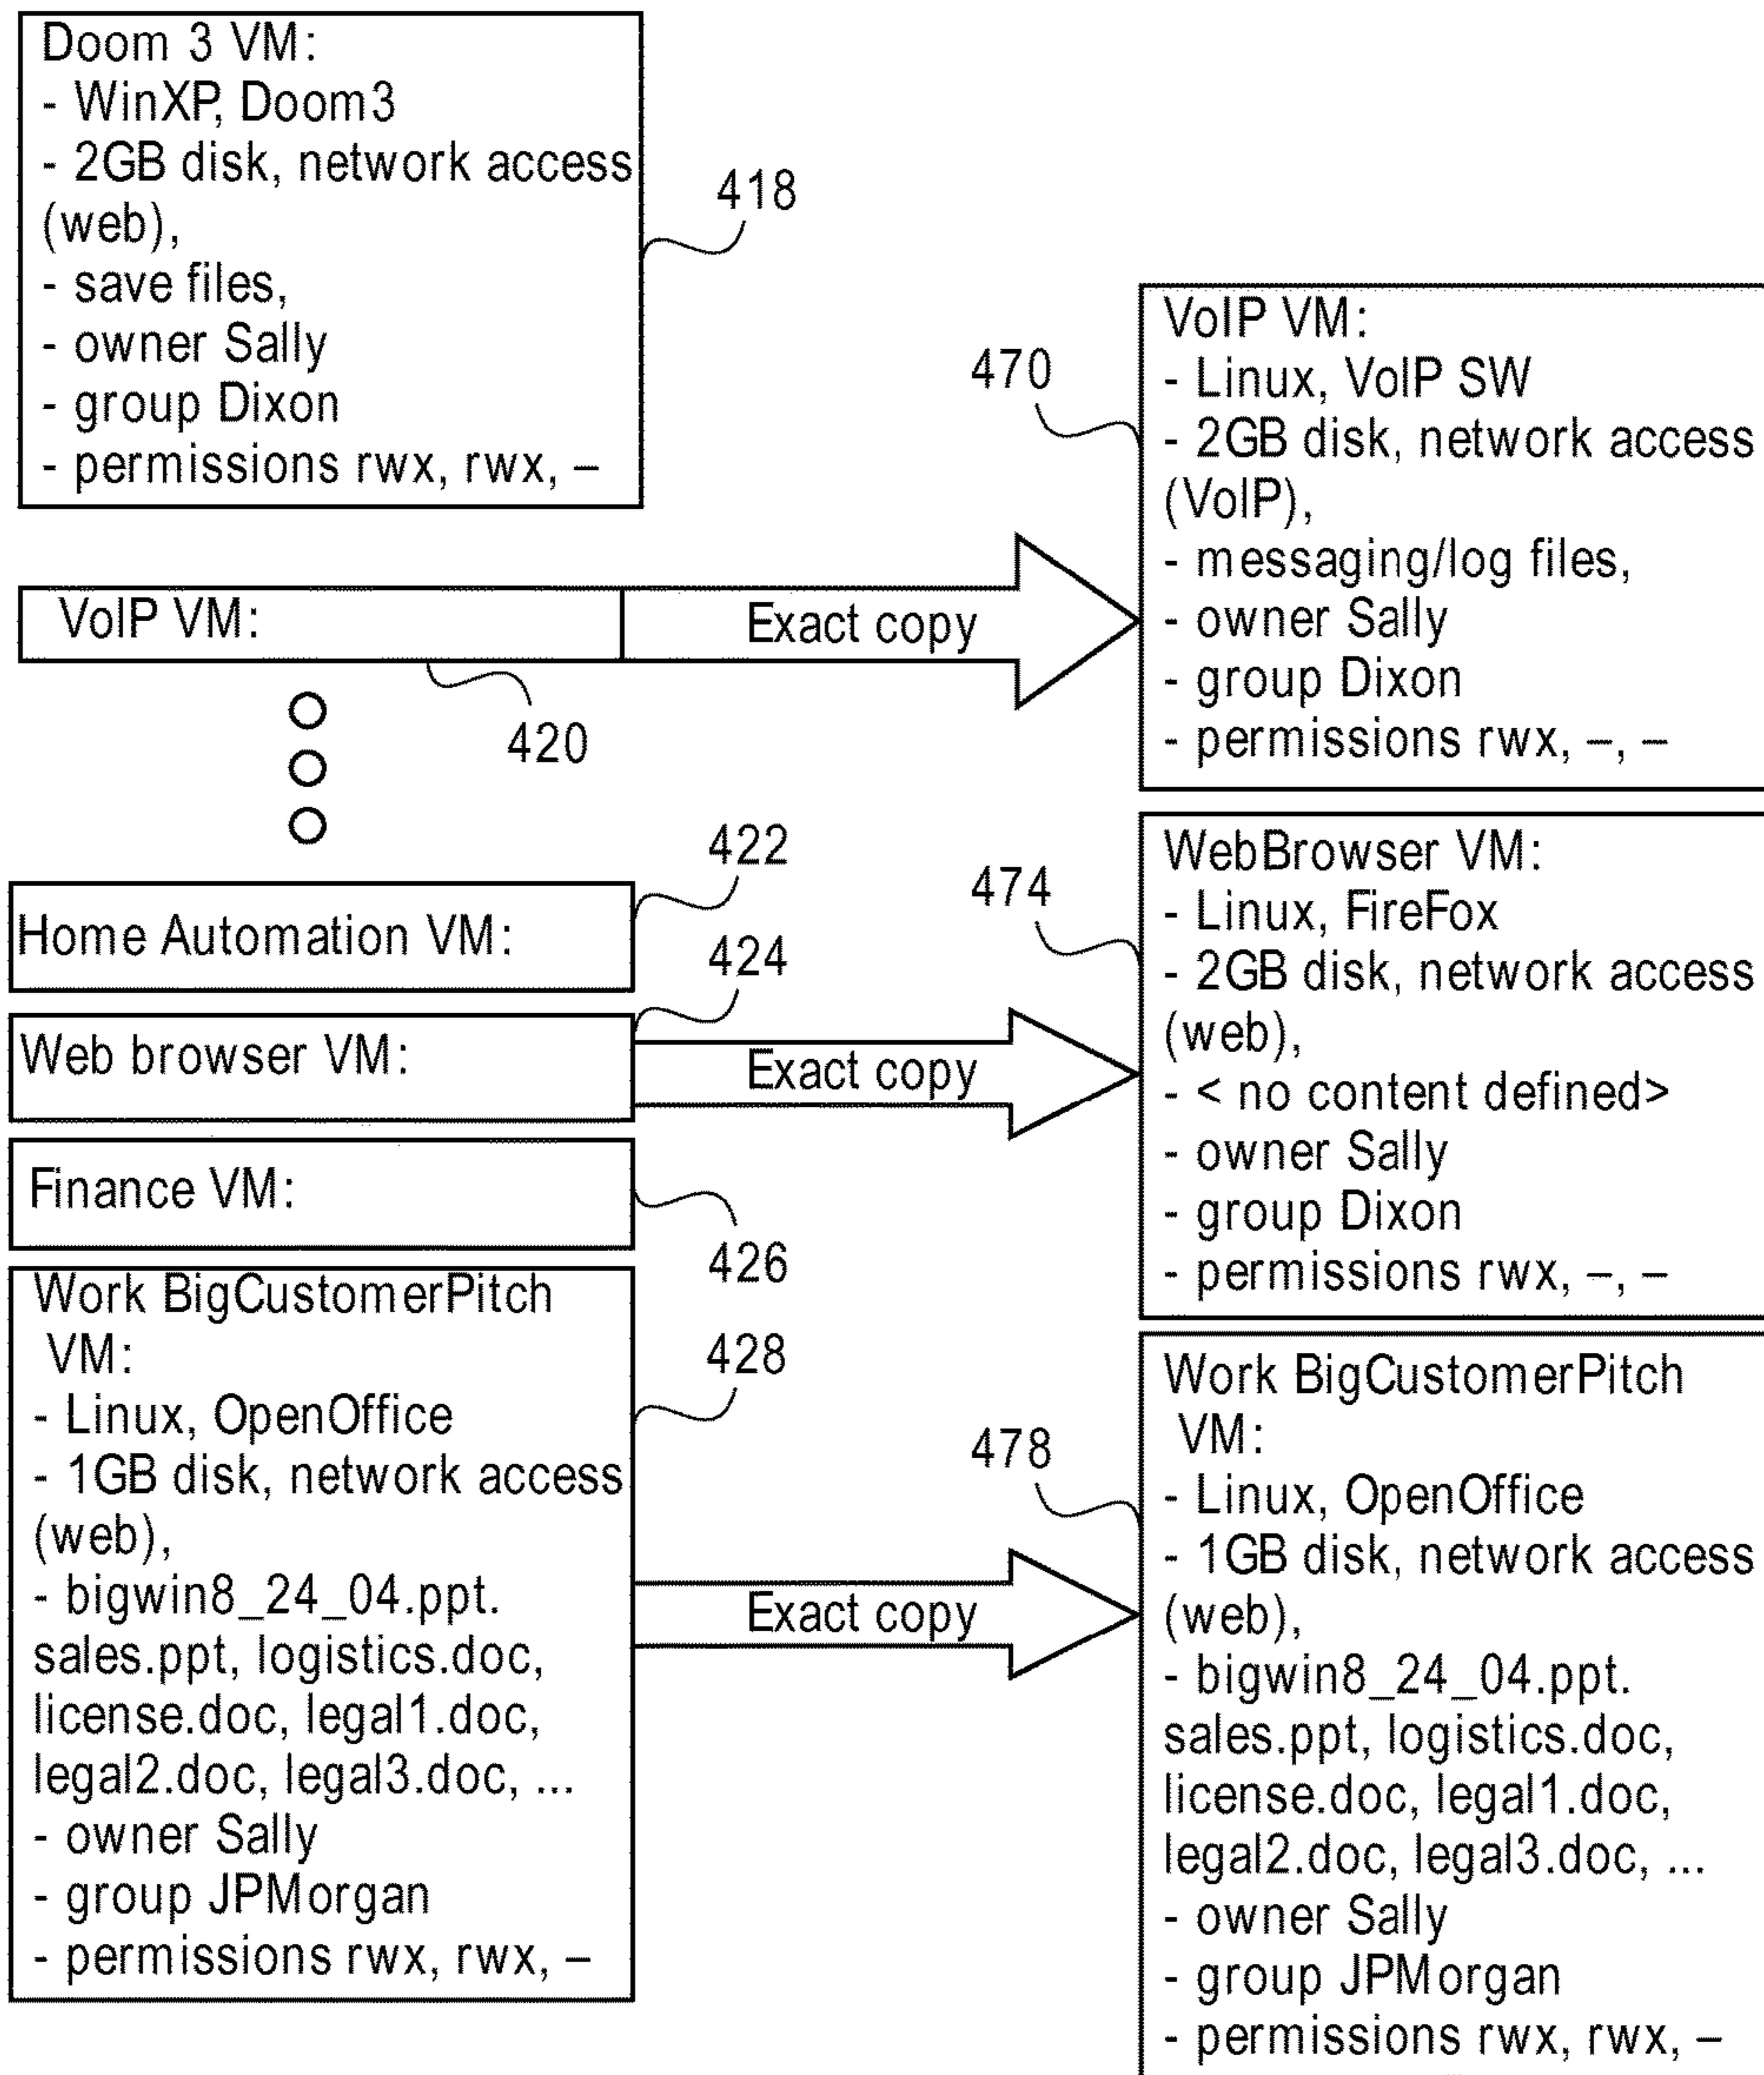 Doom 3 VM:
- WinXP, Doom3
- 2GB disk, network access
(web),
- save files,
- owner Sally
- group Dixon
- permissions rwx, rwx, –
418
VoIP VM:
Exact copy
420
470
VoIP VM:
- Linux, VoIP SW
- 2GB disk, network access
(VoIP),
- messaging/log files,
- owner Sally
- group Dixon
- permissions rwx, –, –
Home Automation VM:
422
Web browser VM:
424
Exact copy
474
WebBrowser VM:
- Linux, FireFox
- 2GB disk, network access
(web),
- < no content defined>
- owner Sally
- group Dixon
- permissions rwx, –, –
Finance VM:
426
Work BigCustomerPitch
VM:
- Linux, OpenOffice
- 1GB disk, network access
(web),
- bigwin8_24_04.ppt.
sales.ppt, logistics.doc,
license.doc, legal1.doc,
legal2.doc, legal3.doc, ...
- owner Sally
- group JPMorgan
- permissions rwx, rwx, –
428
Exact copy
478
Work BigCustomerPitch
VM:
- Linux, OpenOffice
- 1GB disk, network access
(web),
- bigwin8_24_04.ppt.
sales.ppt, logistics.doc,
license.doc, legal1.doc,
legal2.doc, legal3.doc, ...
- owner Sally
- group JPMorgan
- permissions rwx, rwx, –